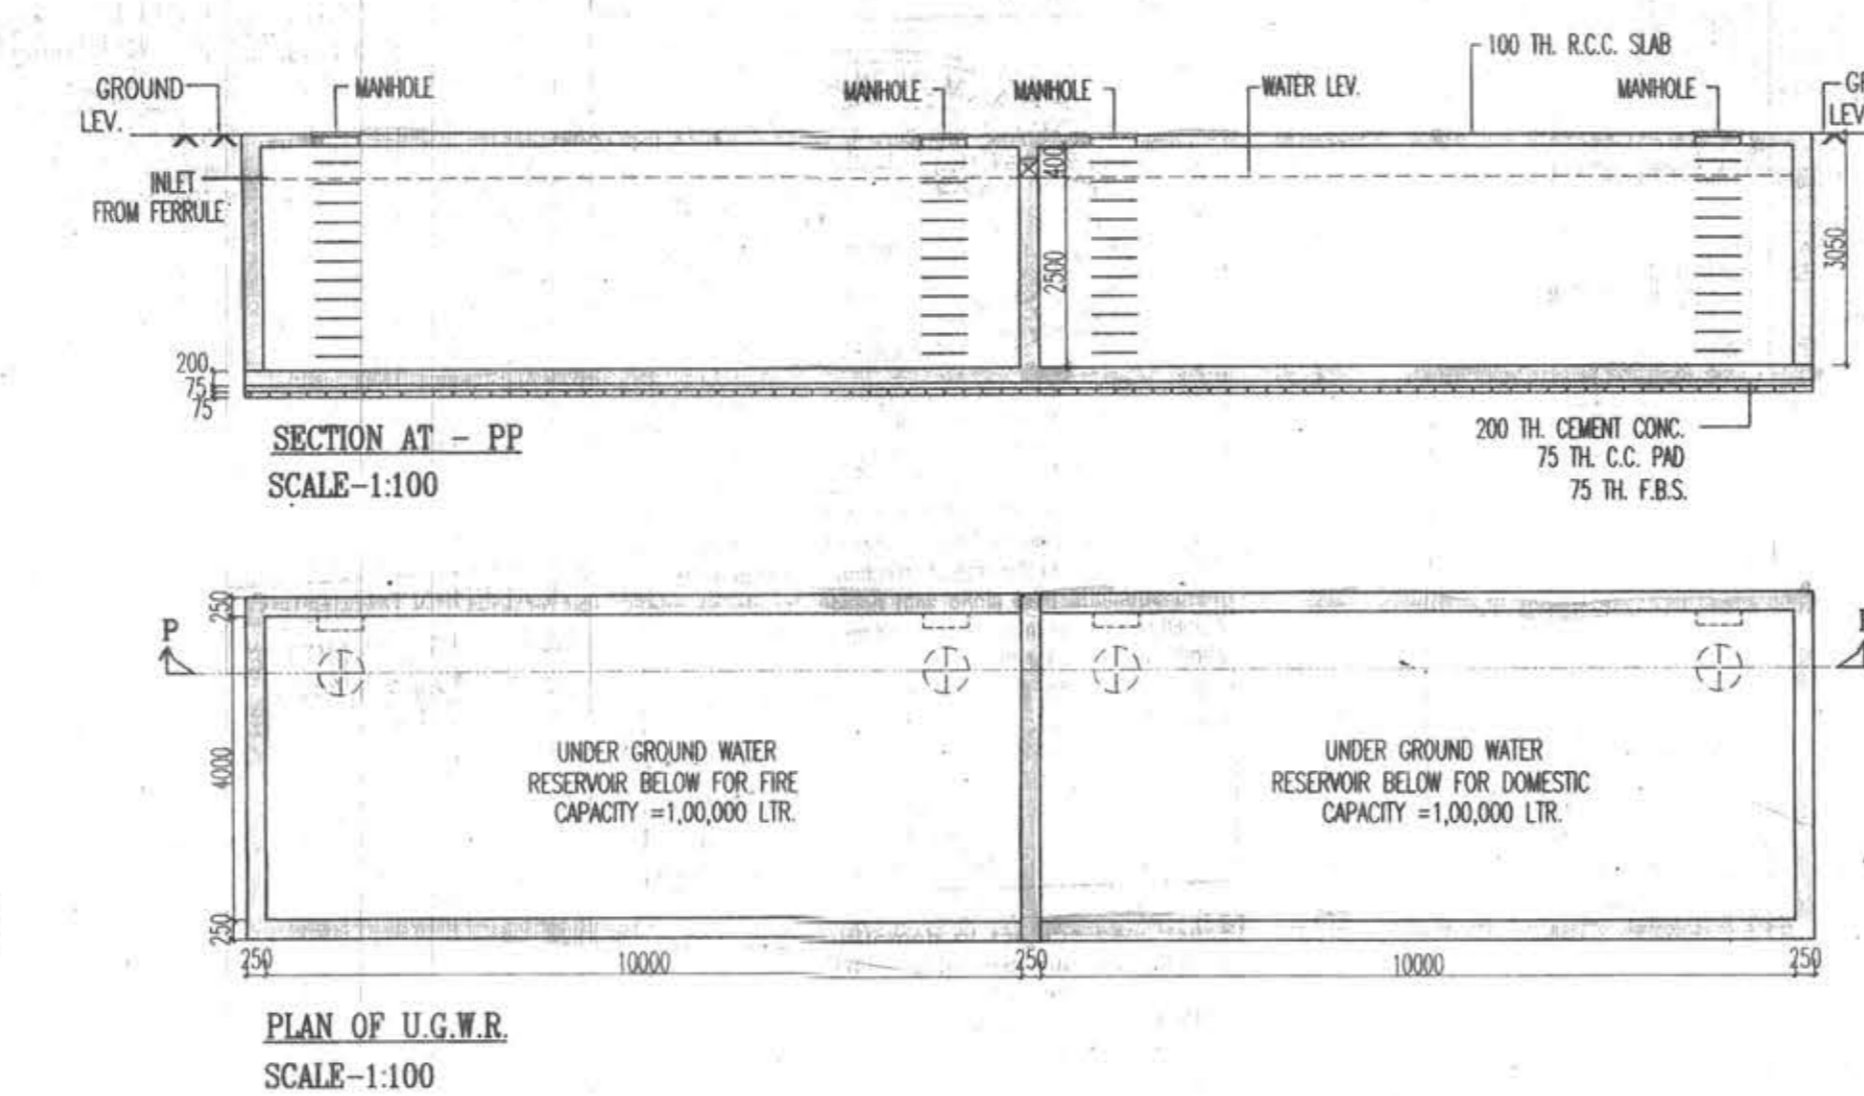 100 TH. R.C.C. SLAB
GROUND
LEV.
MANHOLE
MANHOLE
MANHOLE
WATER LEV.
MANHOLE
LEV
INLET
FROM FERRULE
400
2500
3050
200
75
75
SECTION AT - PP
SCALE-1:100
200 TH. CEMENT CONC.
75 TH. C.C. PAD
75 TH. F.B.S.
250
P
4000
UNDER GROUND WATER
RESERVOIR BELOW FOR FIRE
CAPACITY =1,00,000 LTR.
UNDER GROUND WATER
RESERVOIR BELOW FOR DOMESTIC
CAPACITY =1,00,000 LTR.
250
250
10000
250
10000
250
PLAN OF U.G.W.R.
SCALE-1:100